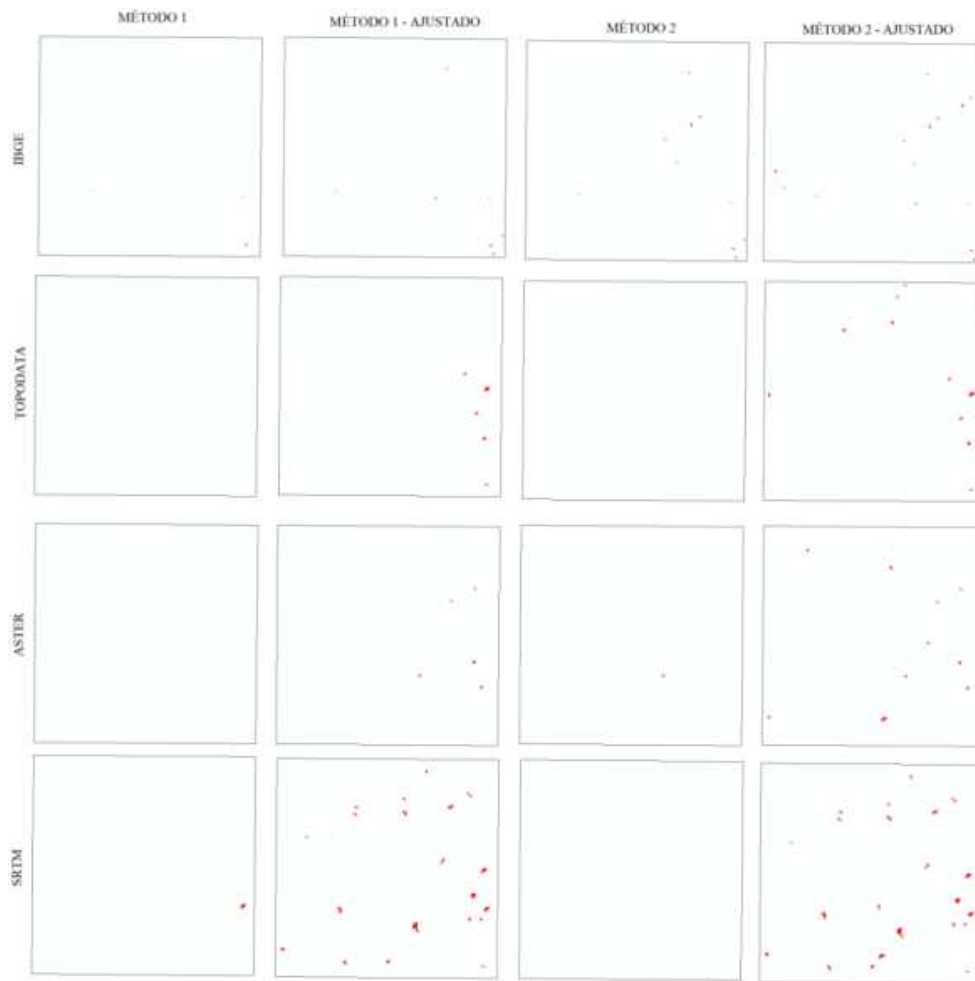 MÉTODO 1
MÉTODO 1 - AJUSTADO
MÉTODO 2
MÉTODO 2 - AJUSTADO
IBGE
TOPODATA
ASTER
SRTM